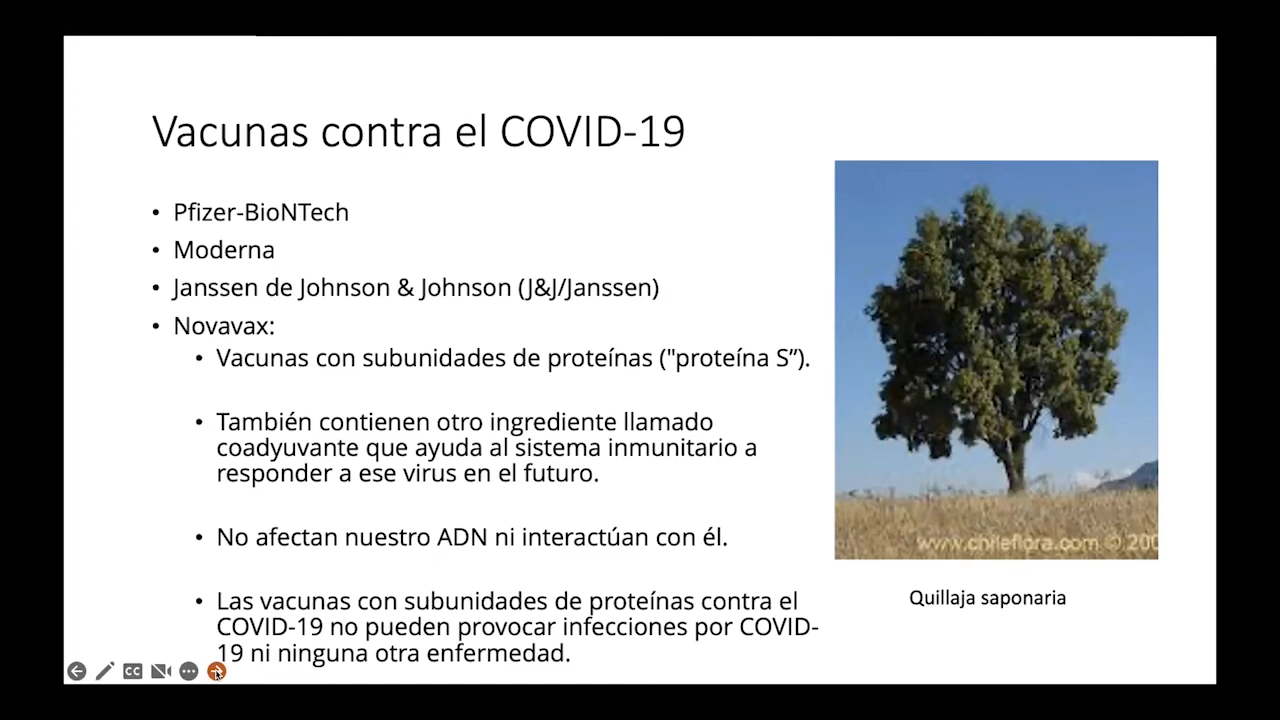 Vacunas contra el COVID-19
• Pfizer-BioNTech
• Moderna
• Janssen de Johnson & Johnson (J&J/Janssen)
• Novavax:
• Vacunas con subunidades de proteínas ("proteína S”).
• También contienen otro ingrediente llamado
coadyuvante que ayuda al sistema inmunitario a
responder a ese virus en el futuro.
• No afectan nuestro ADN ni interactúan con él.
• Las vacunas con subunidades de proteínas contra el
COVID-19 no pueden provocar infecciones por COVID-
19 ni ninguna otra enfermedad.
www.chileflora.com © 200
Quillaja saponaria
CC